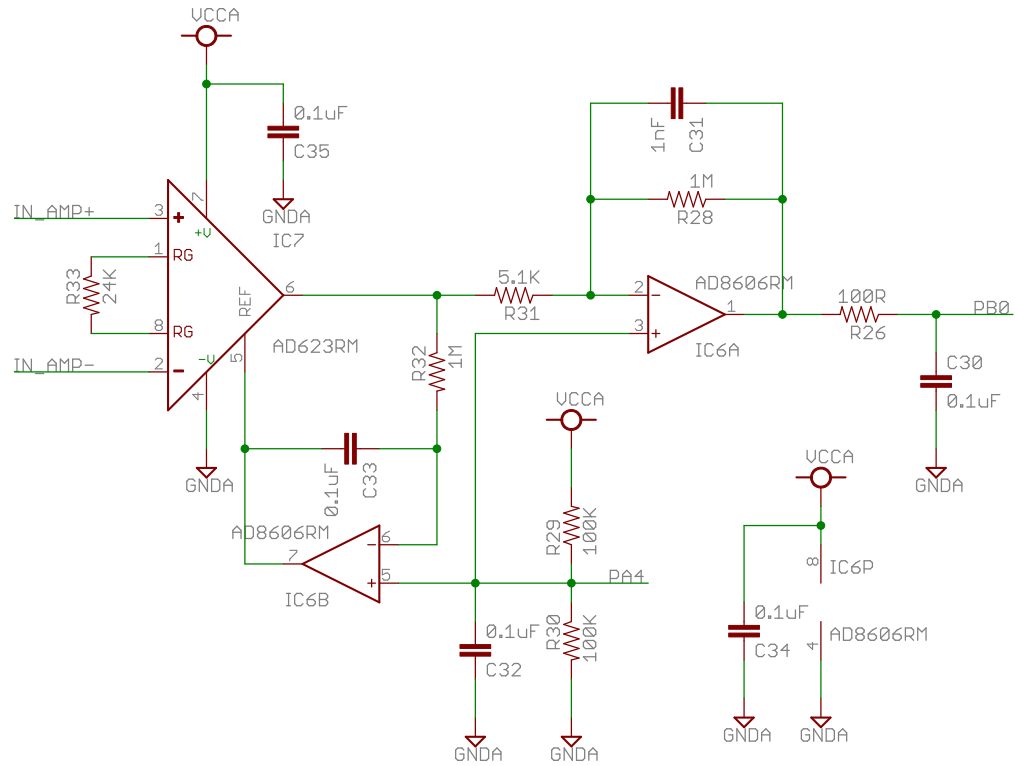 VCCA
0.1uF
C35
GNDA
IC7
IN_AMP+
3
7
+
+V
1
RG
R33
24K
REF
6
8
RG
5
AD623RM
-V
IN_AMP-
2
-
4
GNDA
1nF
C31
1M
R28
5.1K
R31
AD8606RM
2
-
3
+
1
IC6A
100R
R26
PB0
C30
0.1uF
GNDA
R32
1M
0.1uF
C33
VCCA
AD8606RM
7
-
6
+
5
IC6B
R29
100K
PA4
0.1uF
C32
R30
100K
GNDA
GNDA
VCCA
8
IC6P
0.1uF
C34
4
AD8606RM
GNDA
GNDA